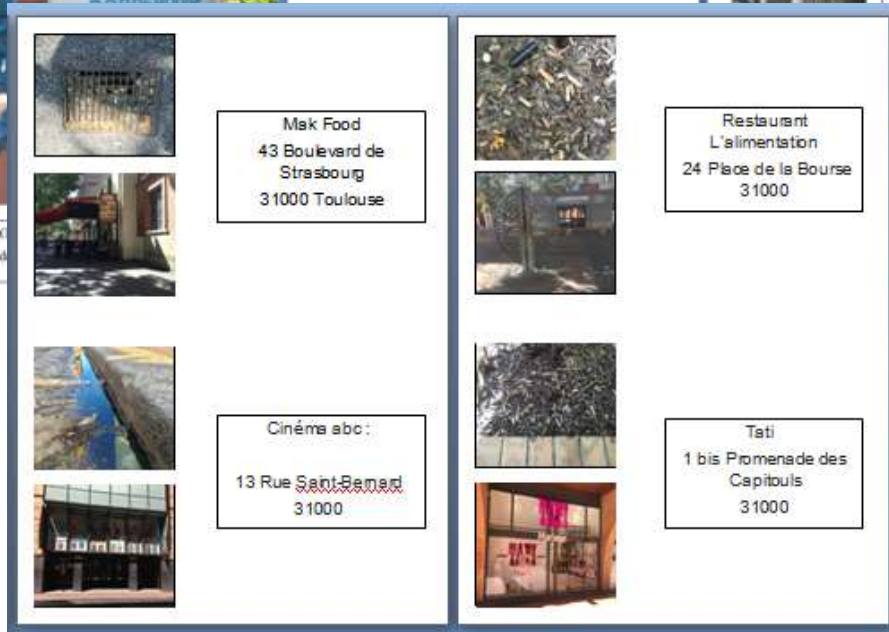 Mak Food
43 Boulevard de
Strasbourg
31000 Toulouse
Cinéma abc :
13 Rue Saint-Bernard
31000
Restaurant
L'alimentation
24 Place de la Bourse
31000
Tati
1 bis Promenade des
Capitouls
31000